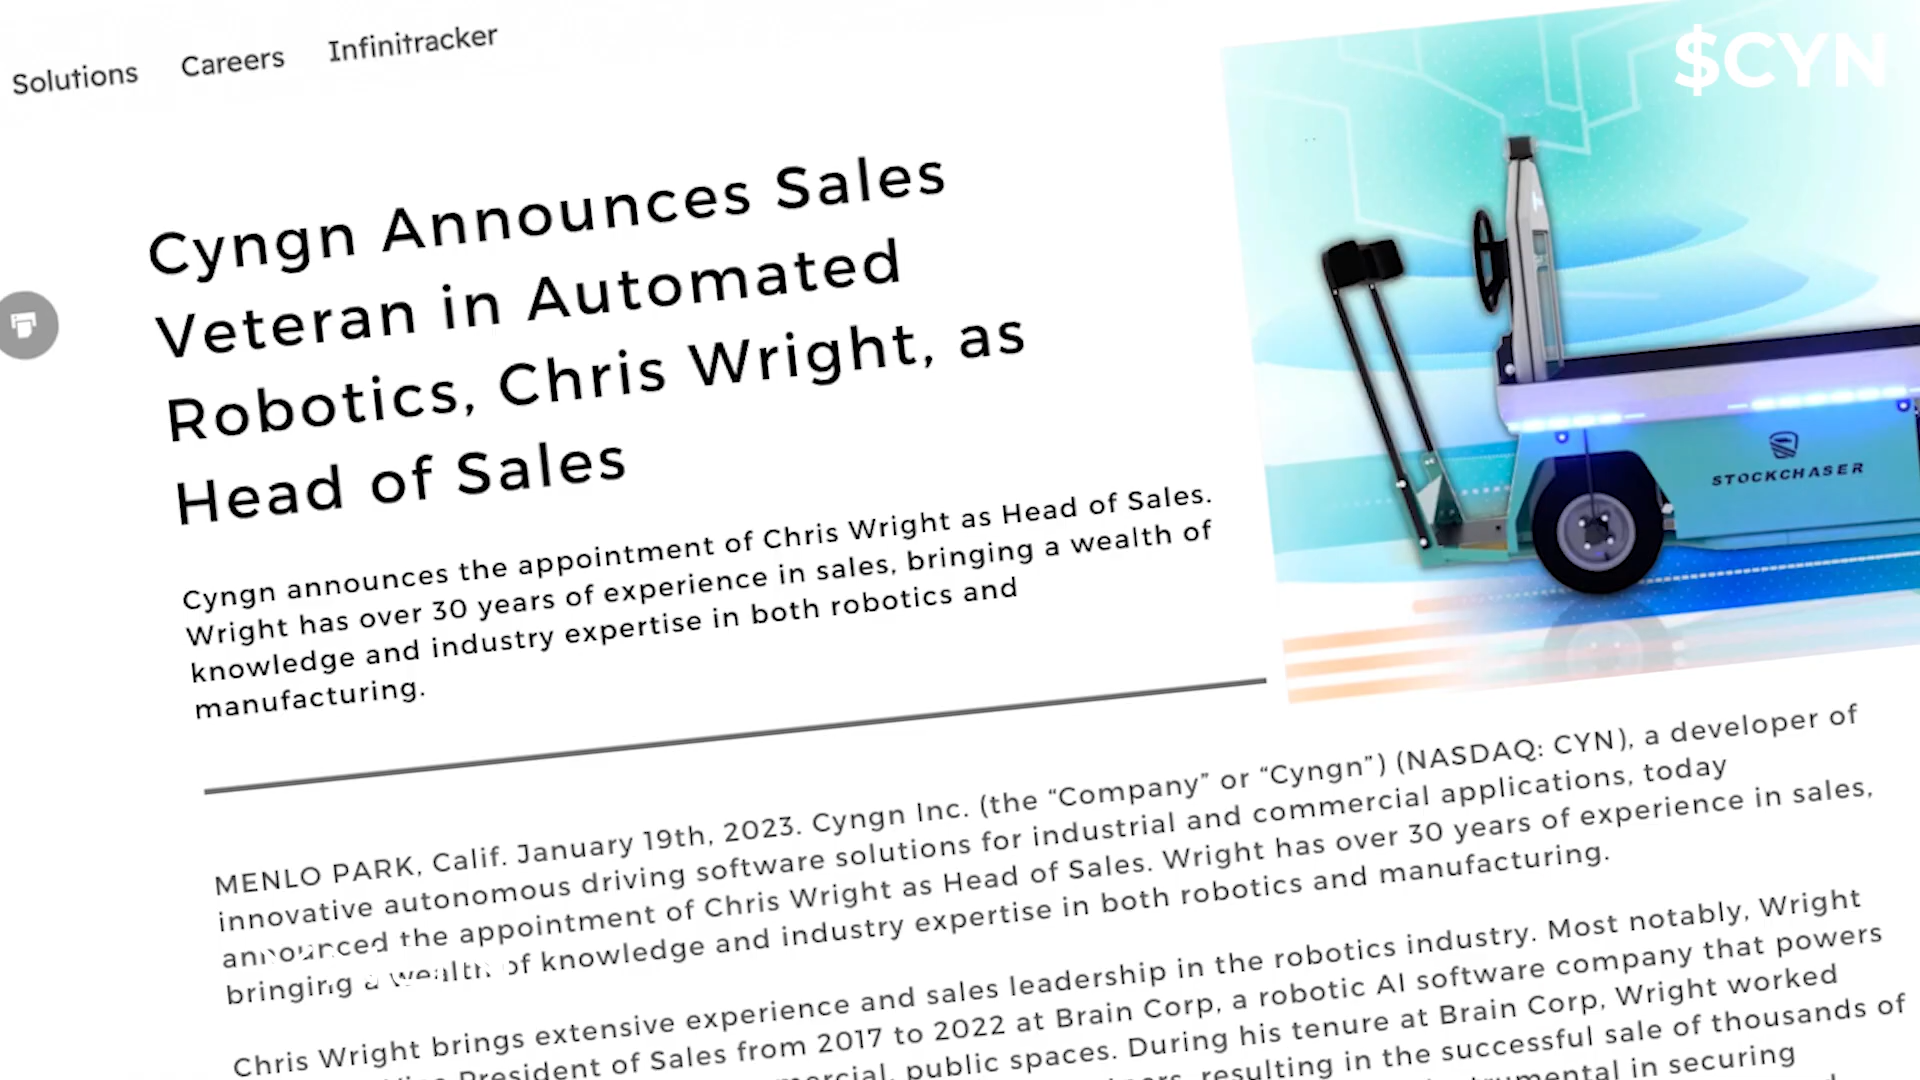 Solutions Careers Infinitracker
$CYN
Cyngn Announces Sales
Veteran in Automated
Robotics, Chris Wright, as
Head of Sales
Cyngn announces the appointment of Chris Wright as Head of Sales.
Wright has over 30 years of experience in sales, bringing a wealth of
knowledge and industry expertise in both robotics and
manufacturing.
STOCKCHASER
MENLO PARK, Calif. January 19th, 2023. Cyngn Inc. (the “Company” or “Cyngn”) (NASDAQ: CYN), a developer of
innovative autonomous driving software solutions for industrial and commercial applications, today
announced the appointment of Chris Wright as Head of Sales. Wright has over 30 years of experience in sales,
bringing a wealth of knowledge and industry expertise in both robotics and manufacturing.
Chris Wright brings extensive experience and sales leadership in the robotics industry. Most notably, Wright
President of Sales from 2017 to 2022 at Brain Corp, a robotic AI software company that powers
public spaces. During his tenure at Brain Corp, Wright worked
resulting in the successful sale of thousands of
in securing